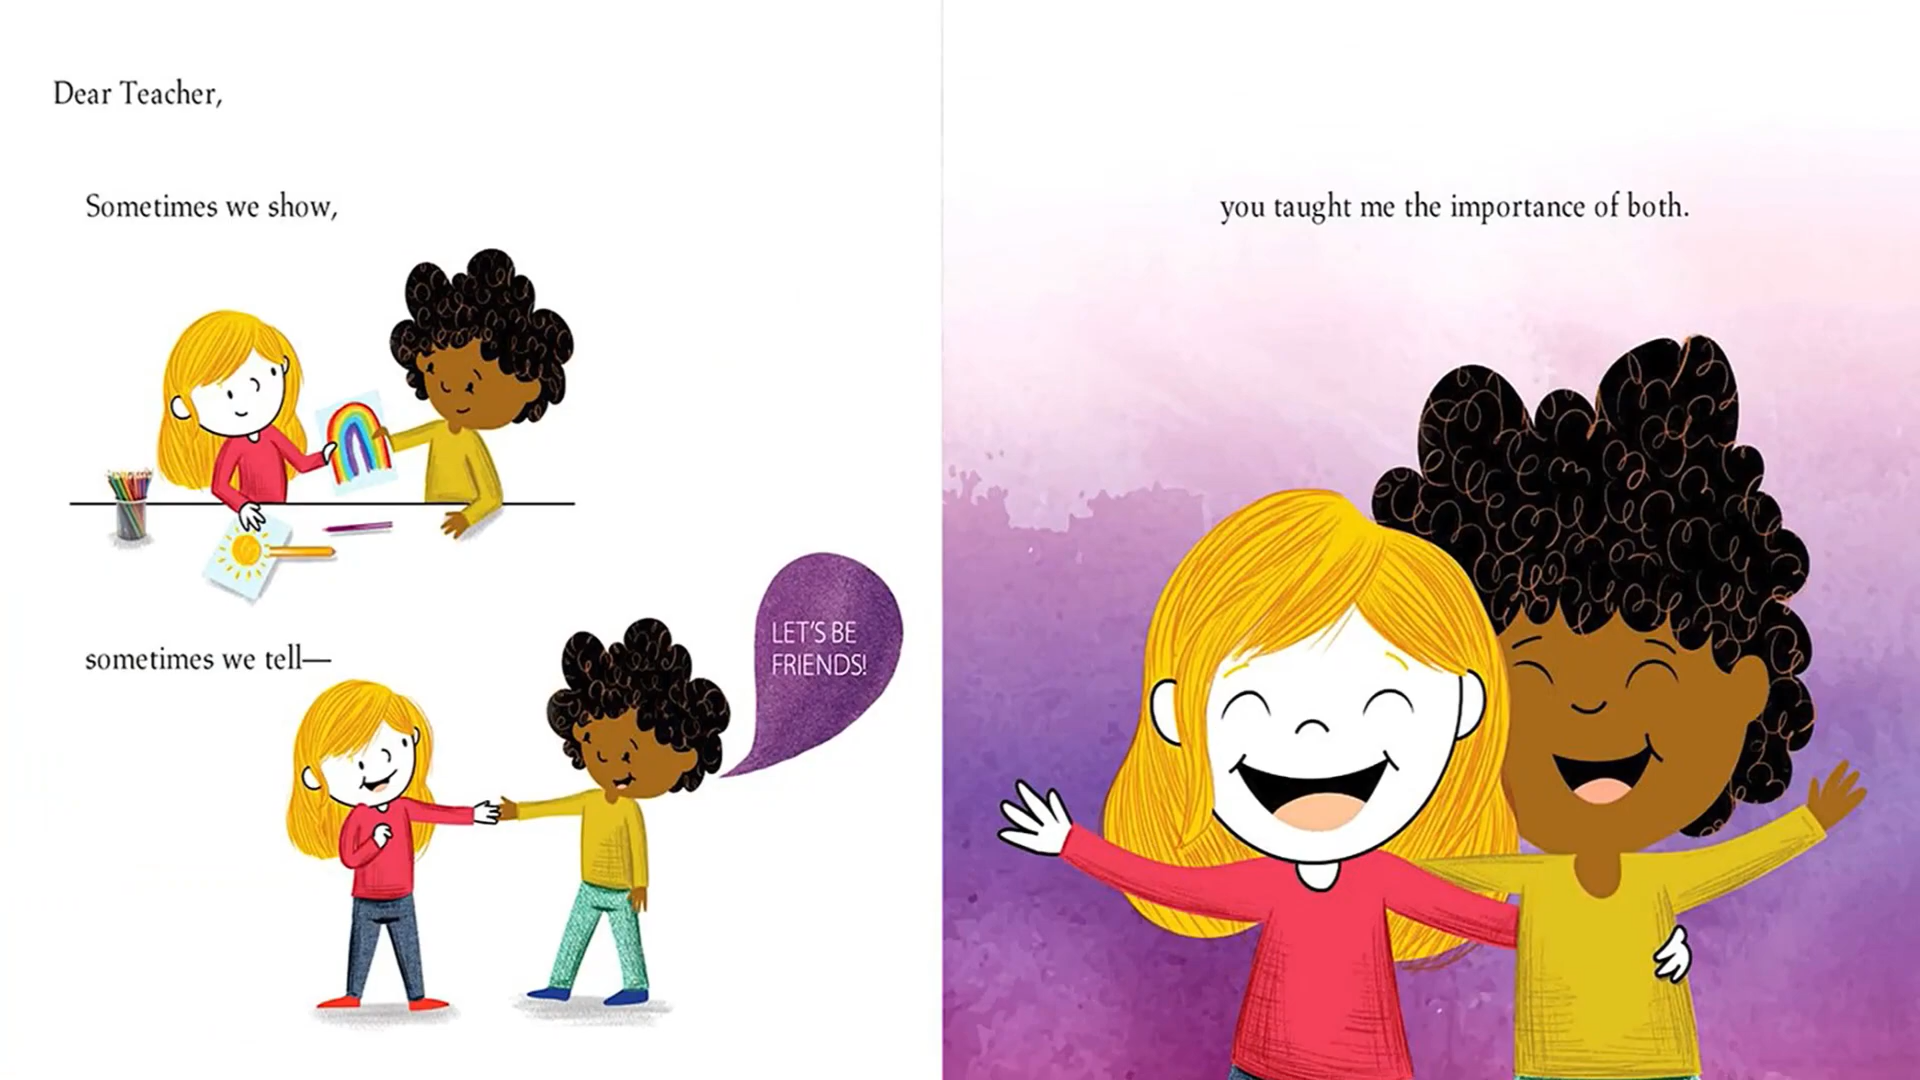 Dear Teacher,
Sometimes we show,
sometimes we tell—
LET'S BE
FRIENDS!
you taught me the importance of both.